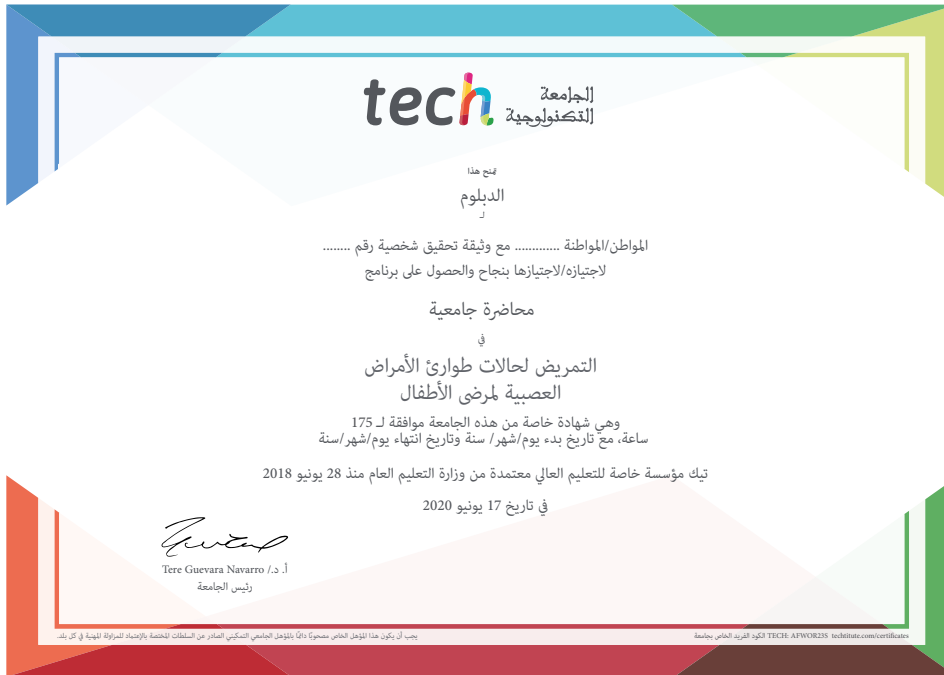 tech الجامعة
التكنولوجية
يمنح هذا
الدبلوم
لـ
المواطن/المواطنة ............ مع وثيقة تحقيق شخصية رقم ........
لاجتيازه/لاجتيازها بنجاح والحصول على برنامج
محاضرة جامعية
في
التمريض لحالات طوارئ الأمراض
العصبية لمرضى الأطفال
وهي شهادة خاصة من هذه الجامعة موافقة لـ 175
ساعة، مع تاريخ بدء يوم/شهر/ سنة وتاريخ انتهاء يوم/شهر/سنة
تيك مؤسسة خاصة للتعليم العالي معتمدة من وزارة التعليم العام منذ 28 يونيو 2018
في تاريخ 17 يونيو 2020
أ. د./ Tere Guevara Navarro
رئيس الجامعة
يجب أن يكون هذا المؤهل الخاص مصحوبًا دائمًا بالمؤهل الجامعي التمكيني الصادر عن السلطات المختصة بالإعتماد للمزاولة المهنية في كل بلد.
الكود الفريد الخاص بجامعة TECH: AFWOR23S techtitute.com/certificates